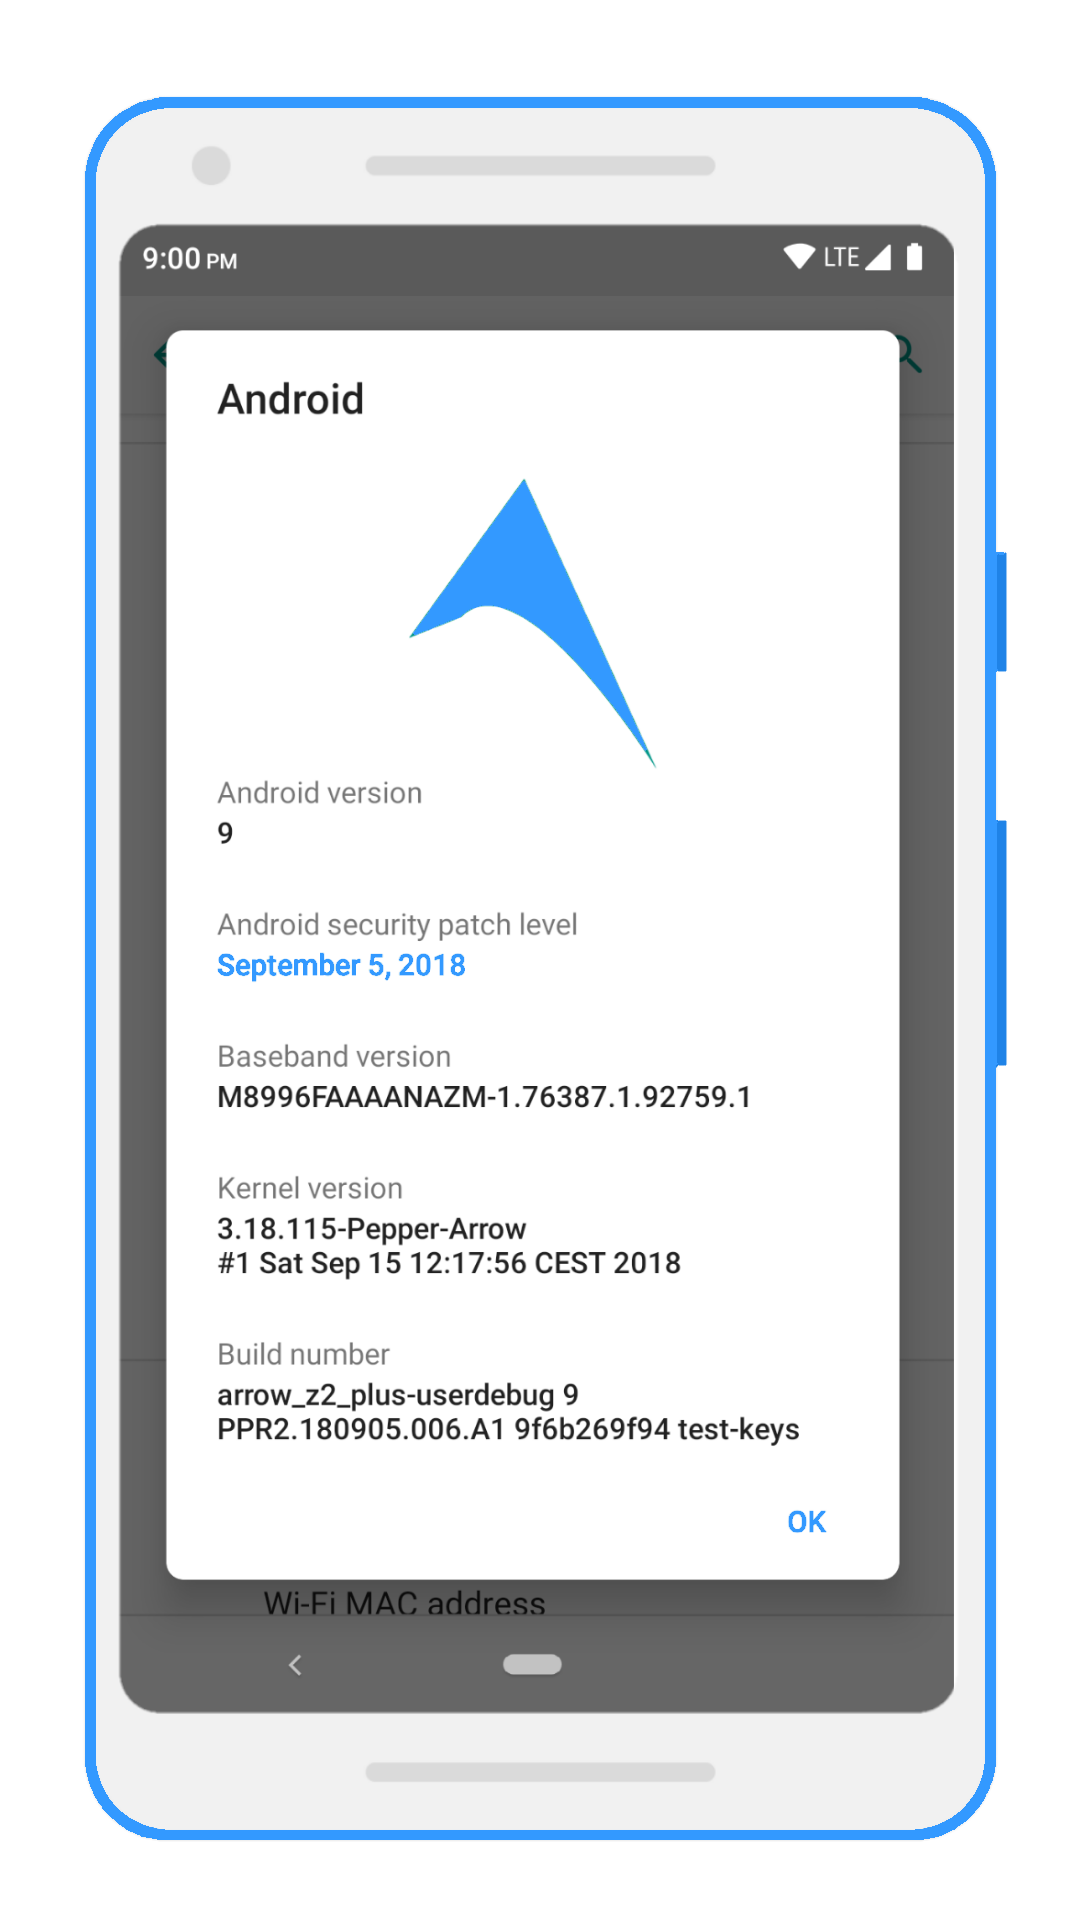 9:00 PM
LTE
Android
Android version
9
Android security patch level
September 5, 2018
Baseband version
M8996FAAAANAZM-1.76387.1.92759.1
Kernel version
3.18.115-Pepper-Arrow
#1 Sat Sep 15 12:17:56 CEST 2018
Build number
arrow_z2_plus-userdebug 9
PPR2.180905.006.A1 9f6b269f94 test-keys
OK
Wi-Fi MAC address